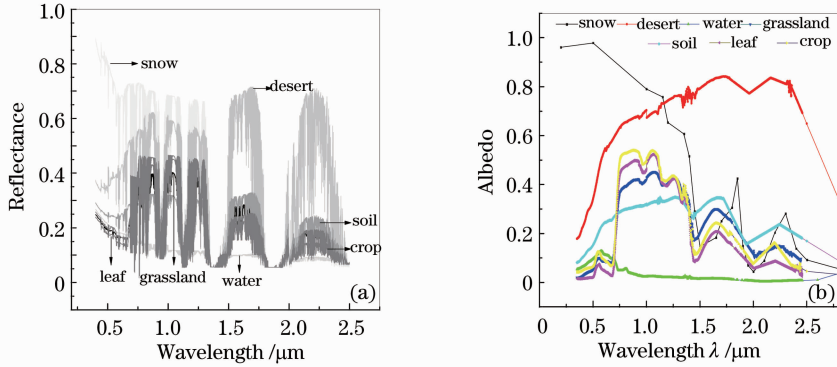 snow desert water grassland
soil leaf crop
1.0
0.8
0.6
0.4
0.2
0
Reflectance
snow
desert
soil
crop
leaf grassland water
(a)
0.5 1.0 1.5 2.0 2.5
Wavelength /μm
1.0
0.8
0.6
0.4
0.2
0
Albedo
(b)
0 0.5 1.0 1.5 2.0 2.5
Wavelength λ /μm